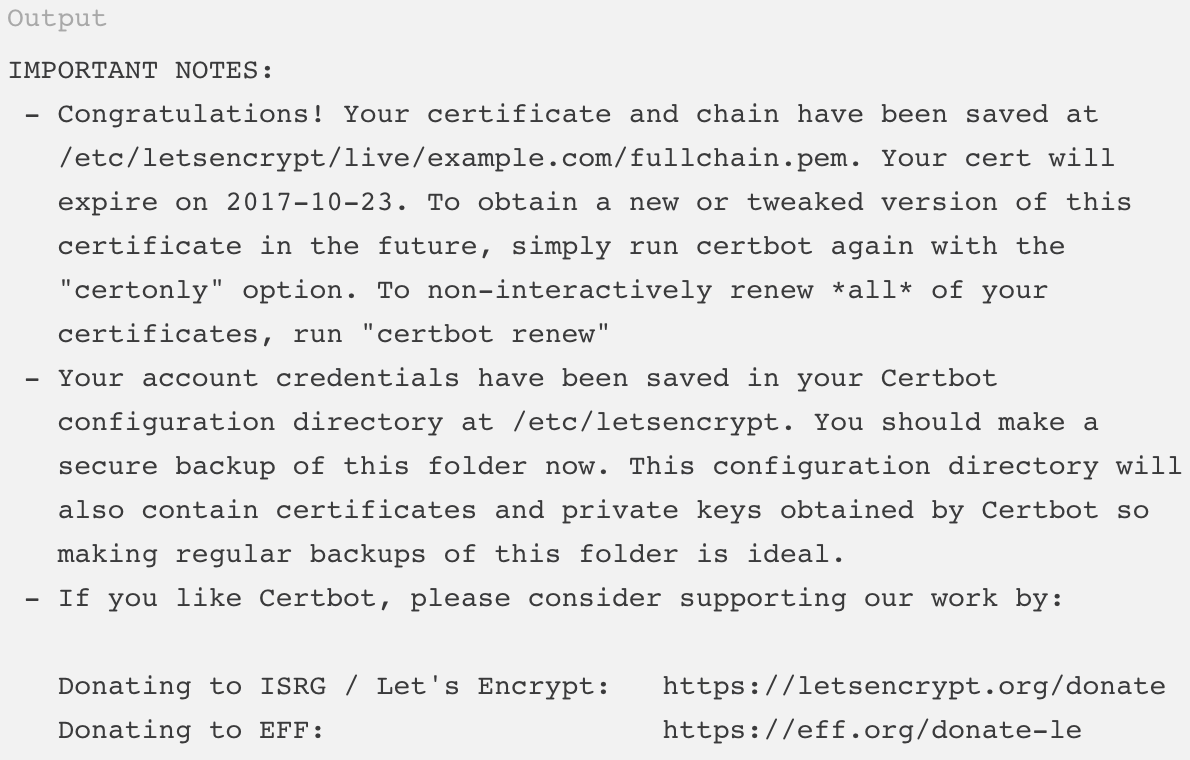 Output
IMPORTANT NOTES:
- Congratulations! Your certificate and chain have been saved at
/etc/letsencrypt/live/example.com/fullchain.pem. Your cert will
expire on 2017-10-23. To obtain a new or tweaked version of this
certificate in the future, simply run certbot again with the
"certonly" option. To non-interactively renew *all* of your
certificates, run "certbot renew"
- Your account credentials have been saved in your Certbot
configuration directory at /etc/letsencrypt. You should make a
secure backup of this folder now. This configuration directory will
also contain certificates and private keys obtained by Certbot so
making regular backups of this folder is ideal.
- If you like Certbot, please consider supporting our work by:
Donating to ISRG / Let's Encrypt:   https://letsencrypt.org/donate
Donating to EFF:                    https://eff.org/donate-le